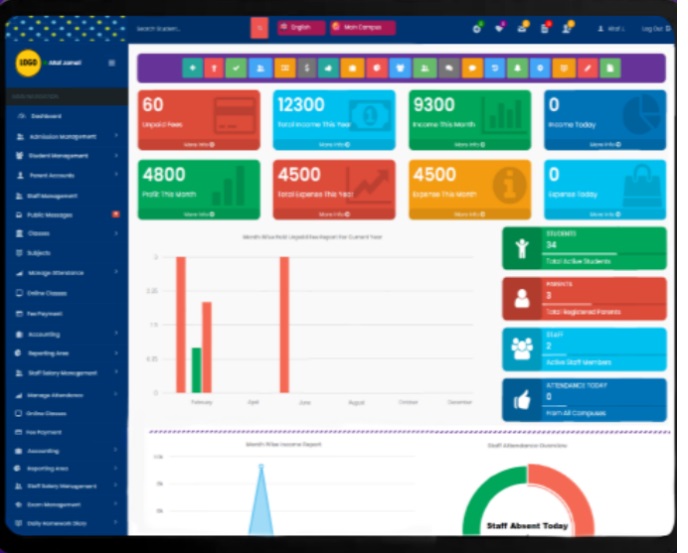 Search Student..
English
Main Campus
Log Out
LOGO
Altaf Jamali
Dashboard
Admission Management
Student Management
Parent Accounts
Staff Management
Public Messages
Classes
Subjects
Manage Attendance
Online Classes
Fee Payment
Accounting
Reporting Area
Staff Salary Management
Manage Attendance
Online Classes
Fee Payment
Accounting
Reporting Area
Staff Salary Management
Exam Management
Daily Homework Diary
60
Unpaid Fees
More Info
12300
Total Income This Year
More Info
9300
Income This Month
More Info
0
Income Today
More Info
4800
Profit This Month
More Info
4500
Total Expense This Year
More Info
4500
Expense This Month
More Info
0
Expense Today
More Info
Month Wise Paid Unpaid Fee Report For Current Year
3
2.25
1.5
0.75
0
February
April
June
August
October
December
STUDENTS
34
Total Active Students
PARENTS
3
Total Registered Parents
STAFF
2
Active Staff Members
ATTENDANCE TODAY
0
From All Campuses
Month Wise Income Report
Staff Attendance Overview
Staff Absent Today